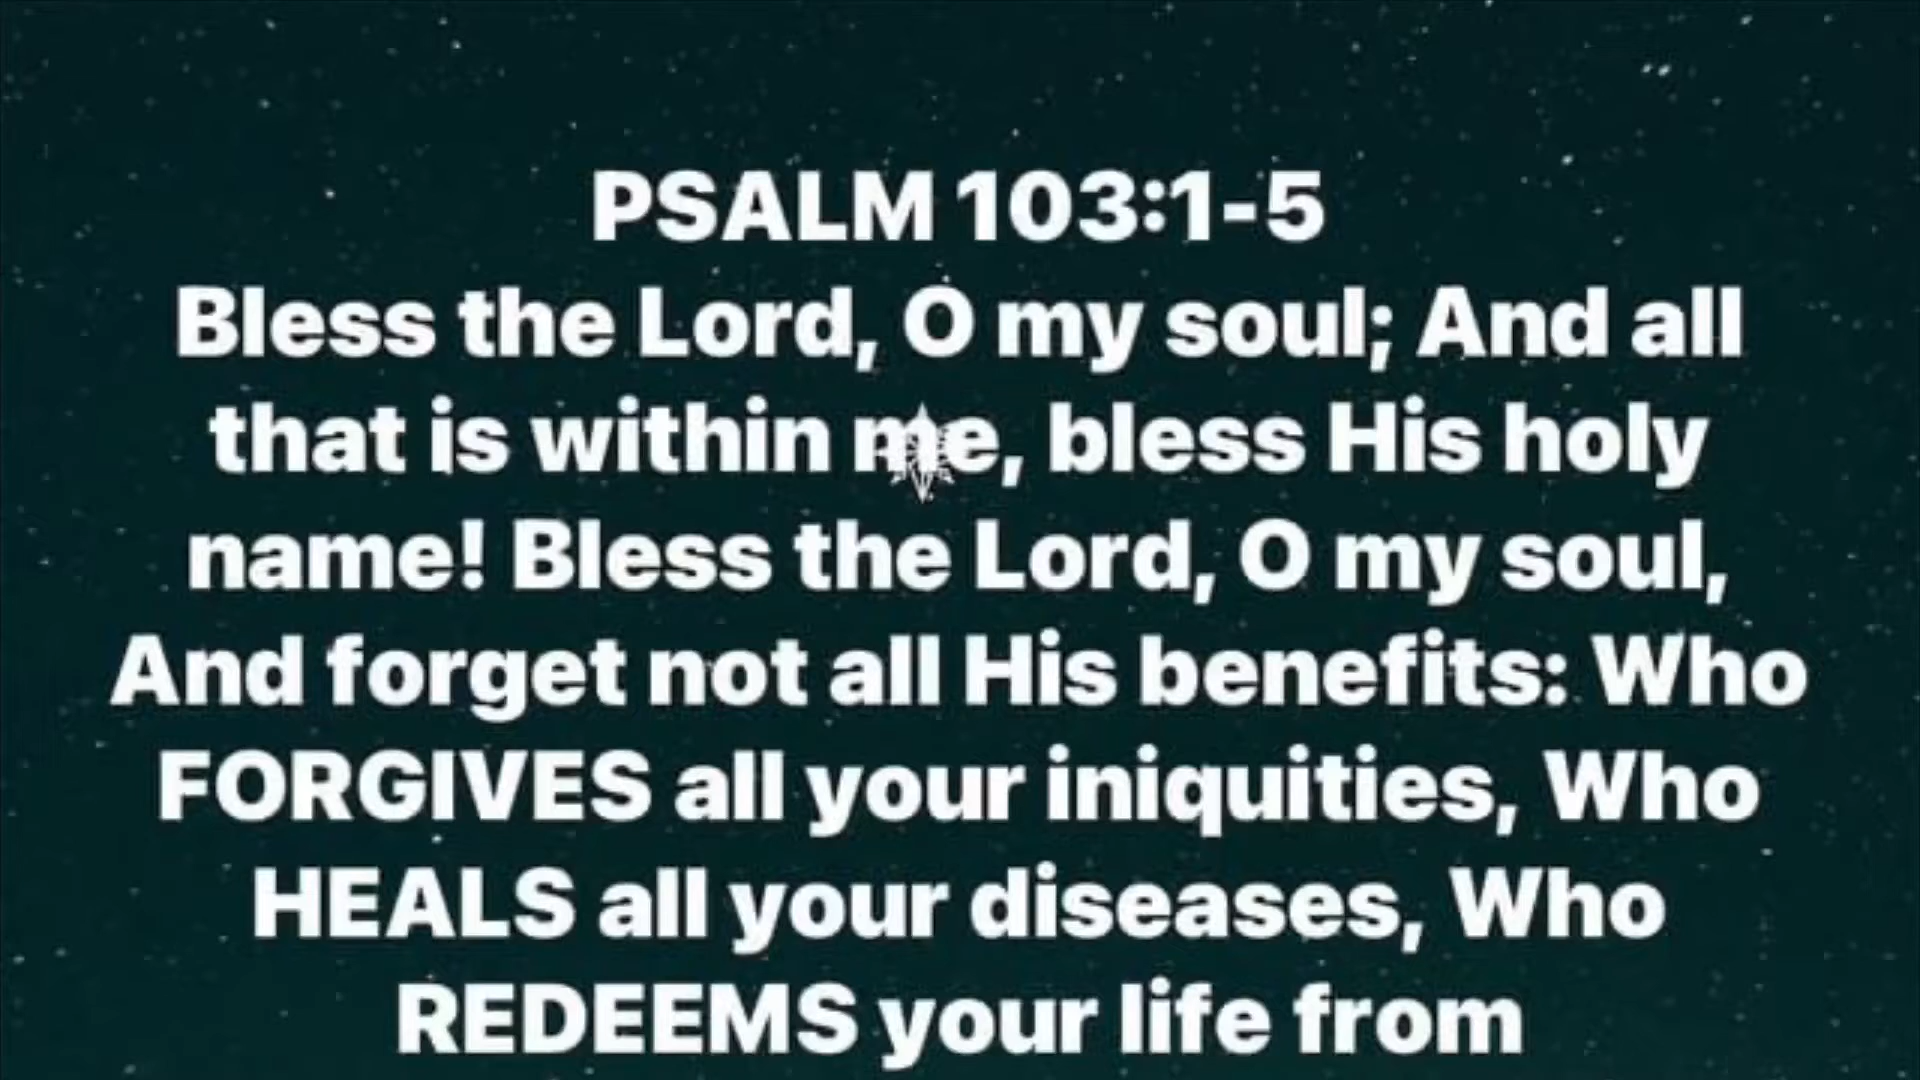 PSALM 103:1-5
Bless the Lord, O my soul; And all
that is within me, bless His holy
name! Bless the Lord, O my soul,
And forget not all His benefits: Who
FORGIVES all your iniquities, Who
HEALS all your diseases, Who
REDEEMS your life from